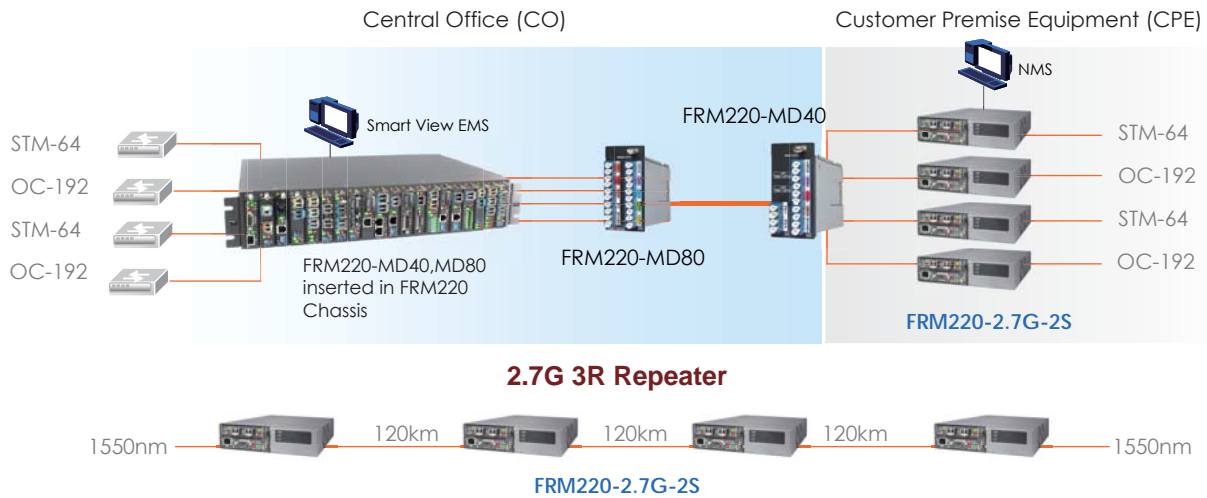 Central Office (CO)
Customer Premise Equipment (CPE)
NMS
Smart View EMS
FRM220-MD40
STM-64
OC-192
STM-64
OC-192
STM-64
OC-192
STM-64
OC-192
FRM220-MD80
FRM220-MD40,MD80
inserted in FRM220
Chassis
FRM220-2.7G-2S
2.7G 3R Repeater
1550nm
120km
120km
120km
1550nm
FRM220-2.7G-2S